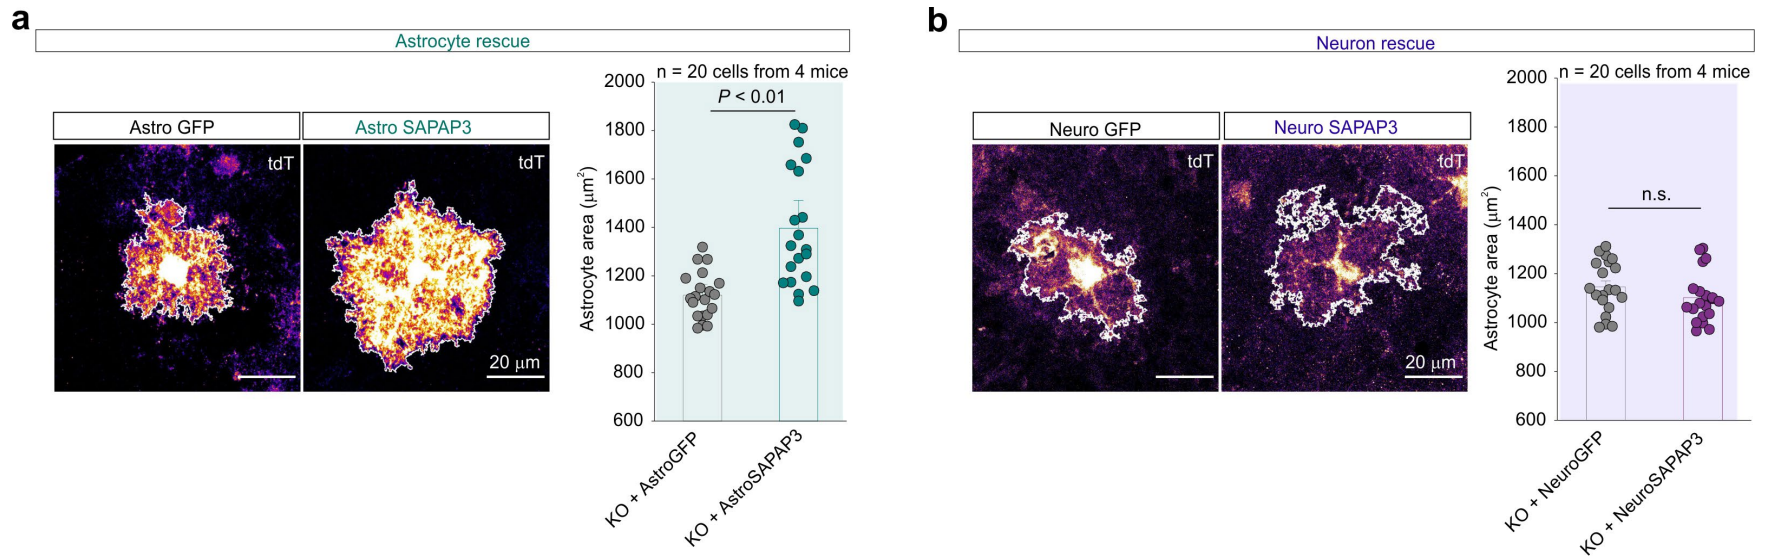 a
Astrocyte rescue
Astro GFP
Astro SAPAP3
tdT
tdT
20 μm
n = 20 cells from 4 mice
P < 0.01
Astrocyte area (μm²)
2000
1800
1600
1400
1200
1000
800
600
KO + AstroGFP
KO + AstroSAPAP3
b
Neuron rescue
Neuro GFP
Neuro SAPAP3
tdT
tdT
20 μm
n = 20 cells from 4 mice
n.s.
Astrocyte area (μm²)
2000
1800
1600
1400
1200
1000
800
600
KO + NeuroGFP
KO + NeuroSAPAP3